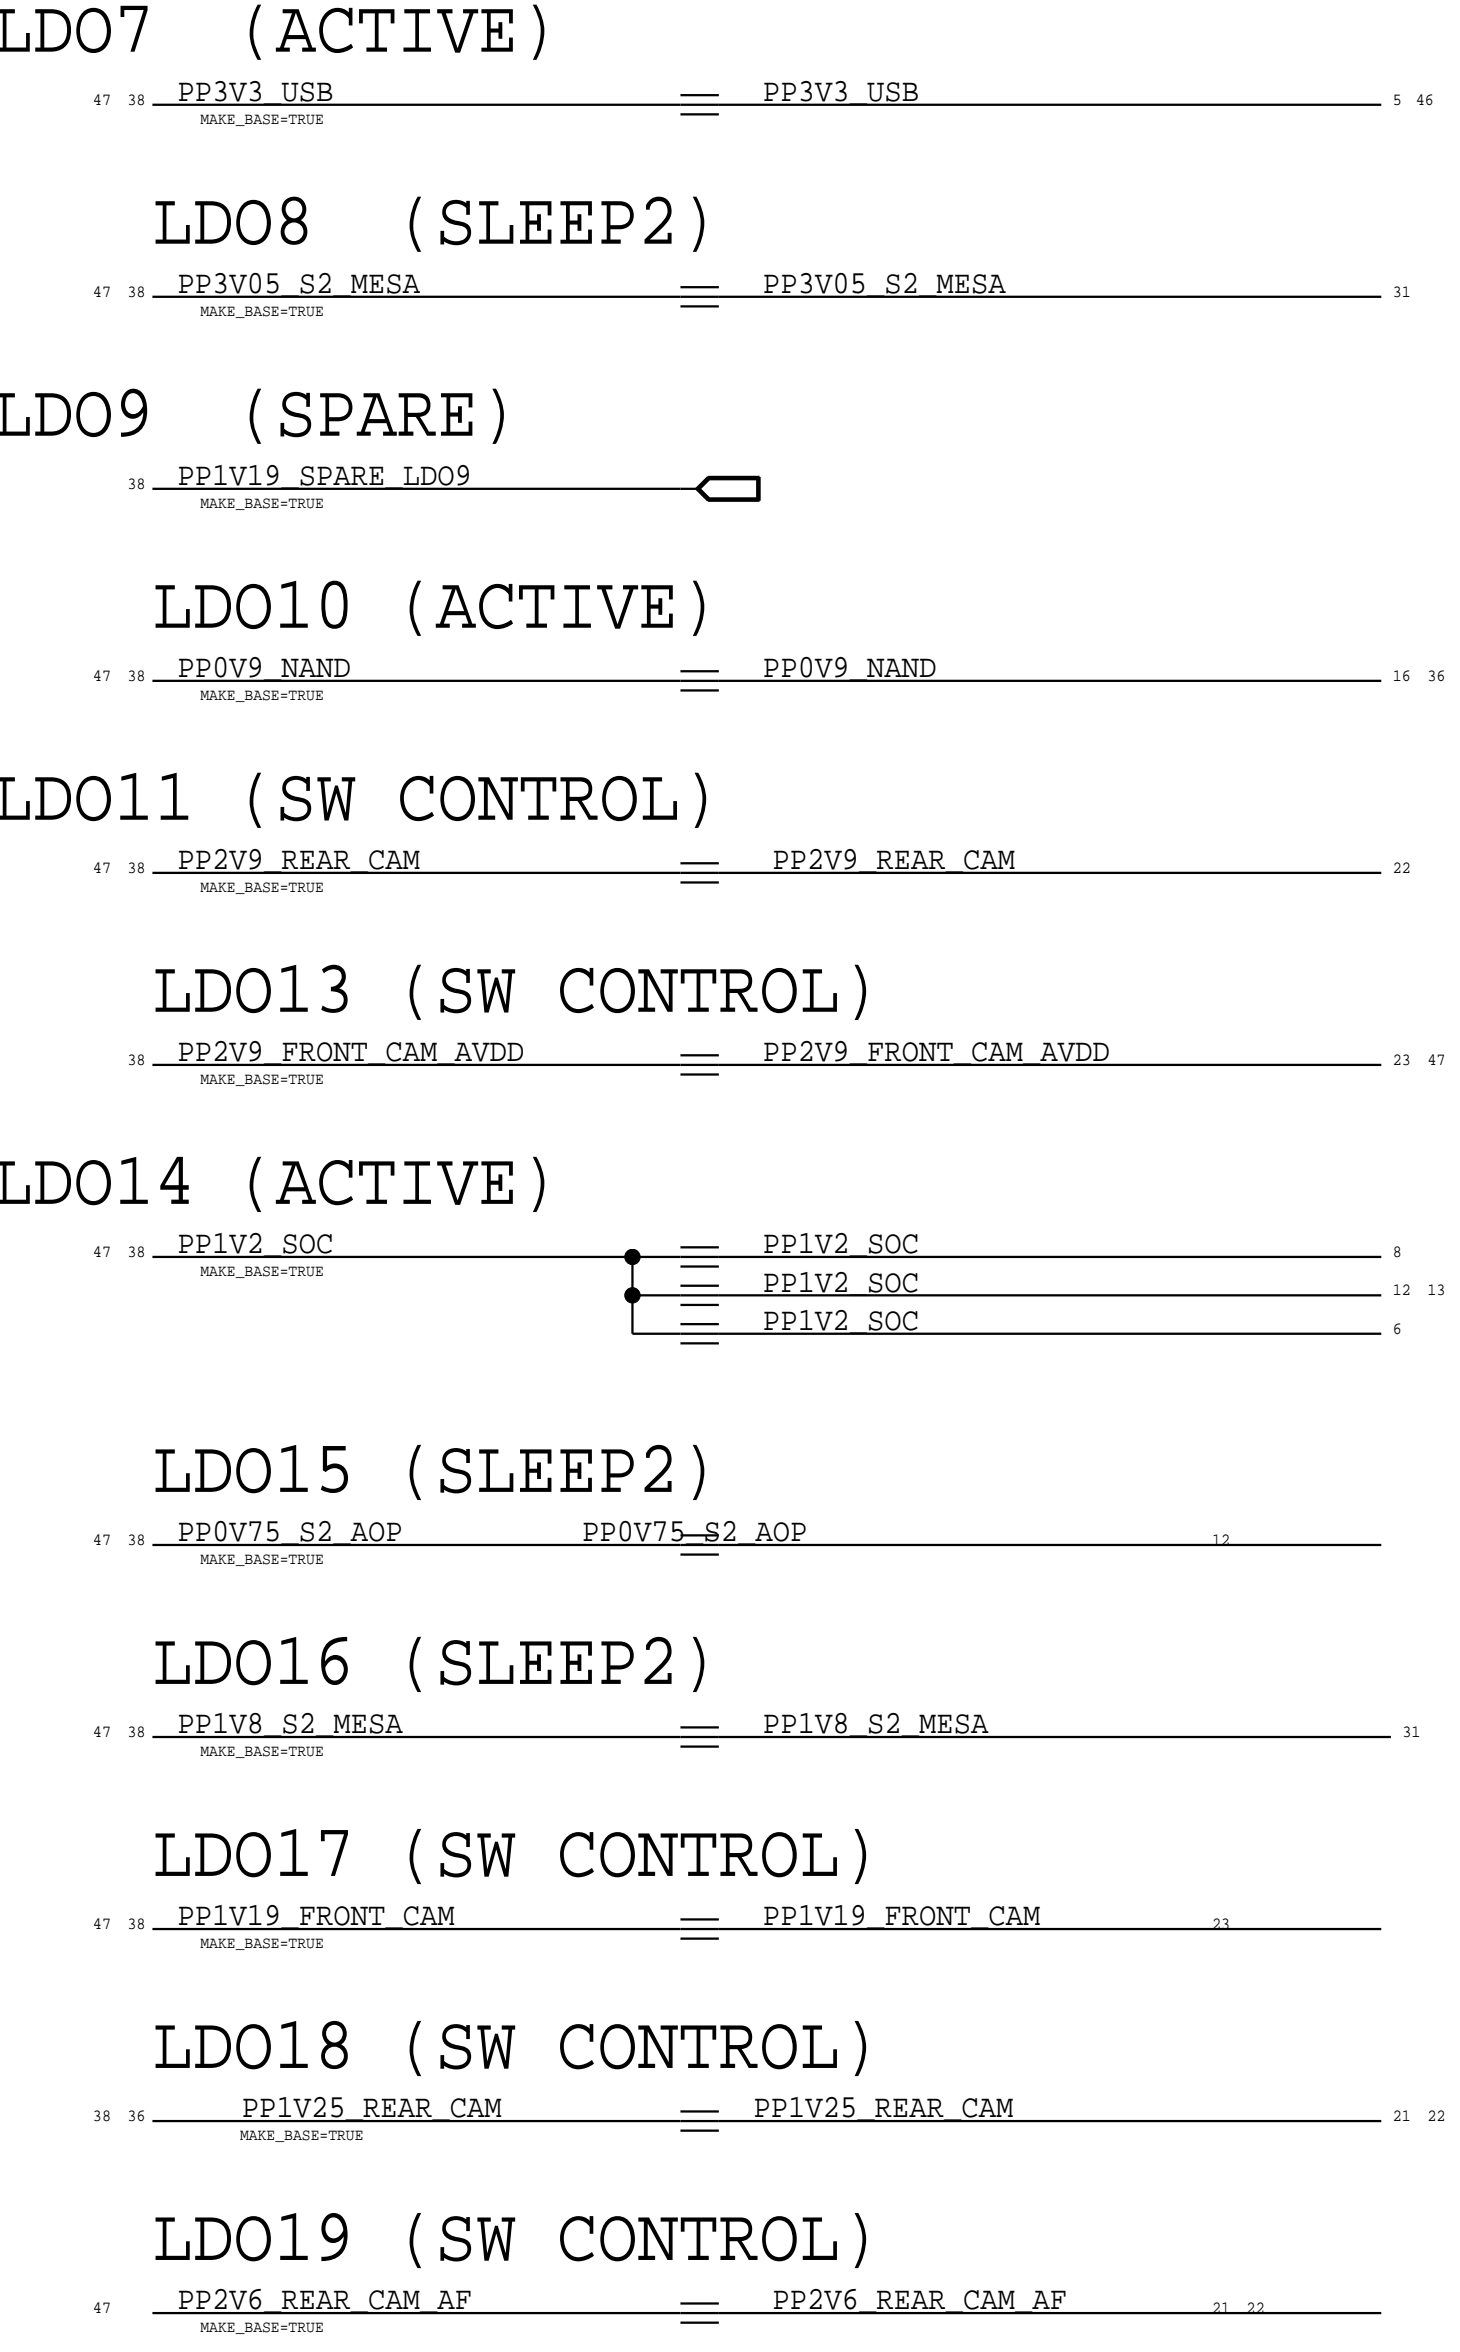 LDO7  (ACTIVE)
47 38 PP3V3_USB PP3V3_USB 5 46
MAKE_BASE=TRUE
LDO8  (SLEEP2)
47 38 PP3V05_S2_MESA PP3V05_S2_MESA 31
MAKE_BASE=TRUE
LDO9  (SPARE)
38 PP1V19_SPARE_LDO9
MAKE_BASE=TRUE
LDO10 (ACTIVE)
47 38 PP0V9_NAND PP0V9_NAND 16 36
MAKE_BASE=TRUE
LDO11 (SW CONTROL)
47 38 PP2V9_REAR_CAM PP2V9_REAR_CAM 22
MAKE_BASE=TRUE
LDO13 (SW CONTROL)
38 PP2V9_FRONT_CAM_AVDD PP2V9_FRONT_CAM_AVDD 23 47
MAKE_BASE=TRUE
LDO14 (ACTIVE)
47 38 PP1V2_SOC PP1V2_SOC 8
MAKE_BASE=TRUE
PP1V2_SOC 12 13
PP1V2_SOC 6
LDO15 (SLEEP2)
47 38 PP0V75_S2_AOP PP0V75_S2_AOP 12
MAKE_BASE=TRUE
LDO16 (SLEEP2)
47 38 PP1V8_S2_MESA PP1V8_S2_MESA 31
MAKE_BASE=TRUE
LDO17 (SW CONTROL)
47 38 PP1V19_FRONT_CAM PP1V19_FRONT_CAM 23
MAKE_BASE=TRUE
LDO18 (SW CONTROL)
38 36 PP1V25_REAR_CAM PP1V25_REAR_CAM 21 22
MAKE_BASE=TRUE
LDO19 (SW CONTROL)
47 PP2V6_REAR_CAM_AF PP2V6_REAR_CAM_AF 21 22
MAKE_BASE=TRUE